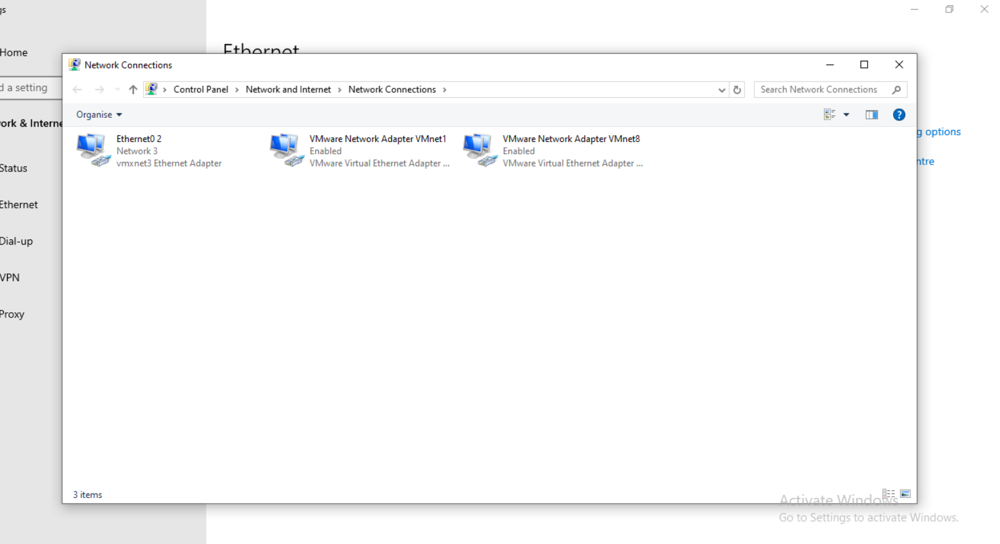 gs
Home
Ethernet
Network Connections
d a setting
Control Panel > Network and Internet > Network Connections >
Search Network Connections
ork & Interne
Organise
g options
Ethernet0 2
Network 3
vmxnet3 Ethernet Adapter
VMware Network Adapter VMnet1
Enabled
VMware Virtual Ethernet Adapter ...
VMware Network Adapter VMnet8
Enabled
VMware Virtual Ethernet Adapter ...
ntre
Status
Ethernet
Dial-up
VPN
Proxy
3 items
Activate Windows
Go to Settings to activate Windows.